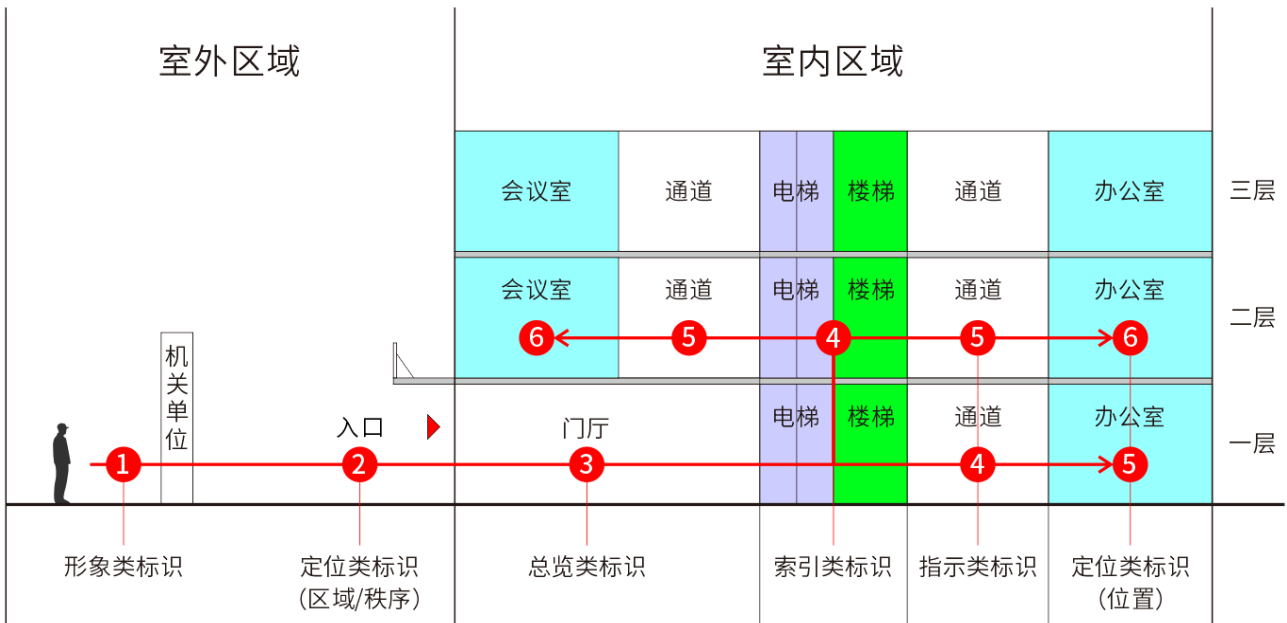 室外区域
室内区域
会议室 通道 电梯 楼梯 通道 办公室 三层
会议室 通道 电梯 楼梯 通道 办公室
6 5 4 5 6 二层
机关单位
入口 门厅 电梯 楼梯 通道 办公室
1 2 3 4 5 一层
形象类标识 定位类标识 总览类标识 索引类标识 指示类标识 定位类标识
(区域/秩序) (位置)